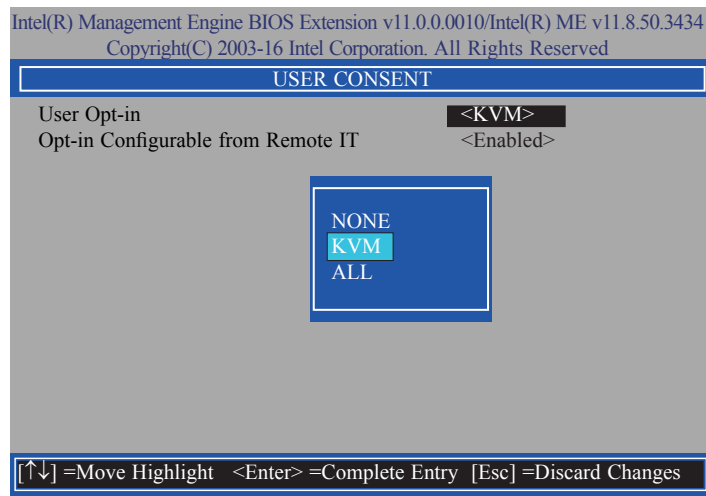 Intel(R) Management Engine BIOS Extension v11.0.0.0010/Intel(R) ME v11.8.50.3434
Copyright(C) 2003-16 Intel Corporation. All Rights Reserved
USER CONSENT
User Opt-in <KVM>
Opt-in Configurable from Remote IT <Enabled>
NONE
KVM
ALL
[↑↓] =Move Highlight <Enter> =Complete Entry [Esc] =Discard Changes